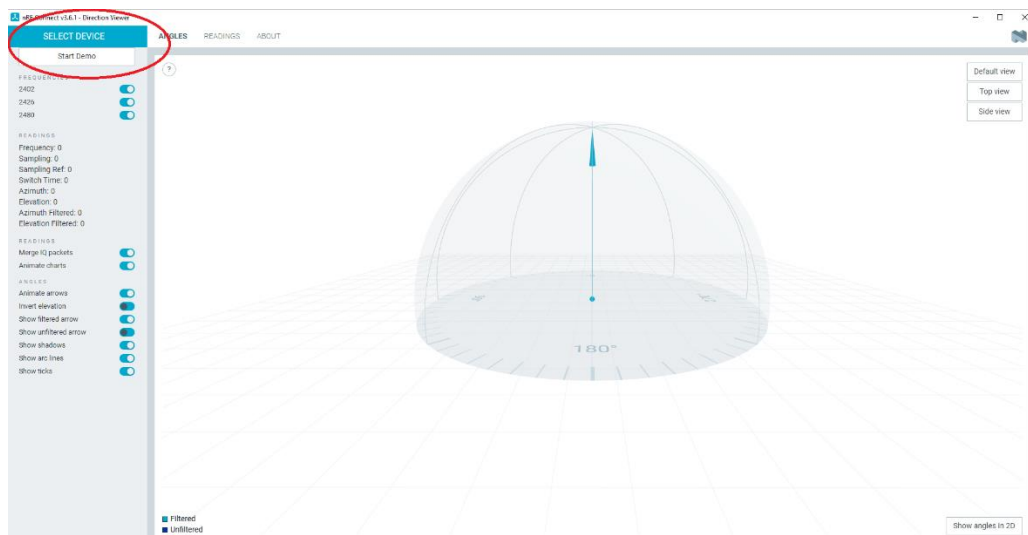 nRF Connect v3.6.1 - Direction Viewer
SELECT DEVICE
ANGLES READINGS ABOUT
Start Demo
?
FREQUENCIES
2402
2426
2480
READINGS
Frequency: 0
Sampling: 0
Sampling Ref: 0
Switch Time: 0
Azimuth: 0
Elevation: 0
Azimuth Filtered: 0
Elevation Filtered: 0
READINGS
Merge IQ packets
Animate charts
ANGLES
Animate arrows
Invert elevation
Show filtered arrow
Show unfiltered arrow
Show shadows
Show arc lines
Show ticks
Default view
Top view
Side view
180°
Filtered
Unfiltered
Show angles in 2D